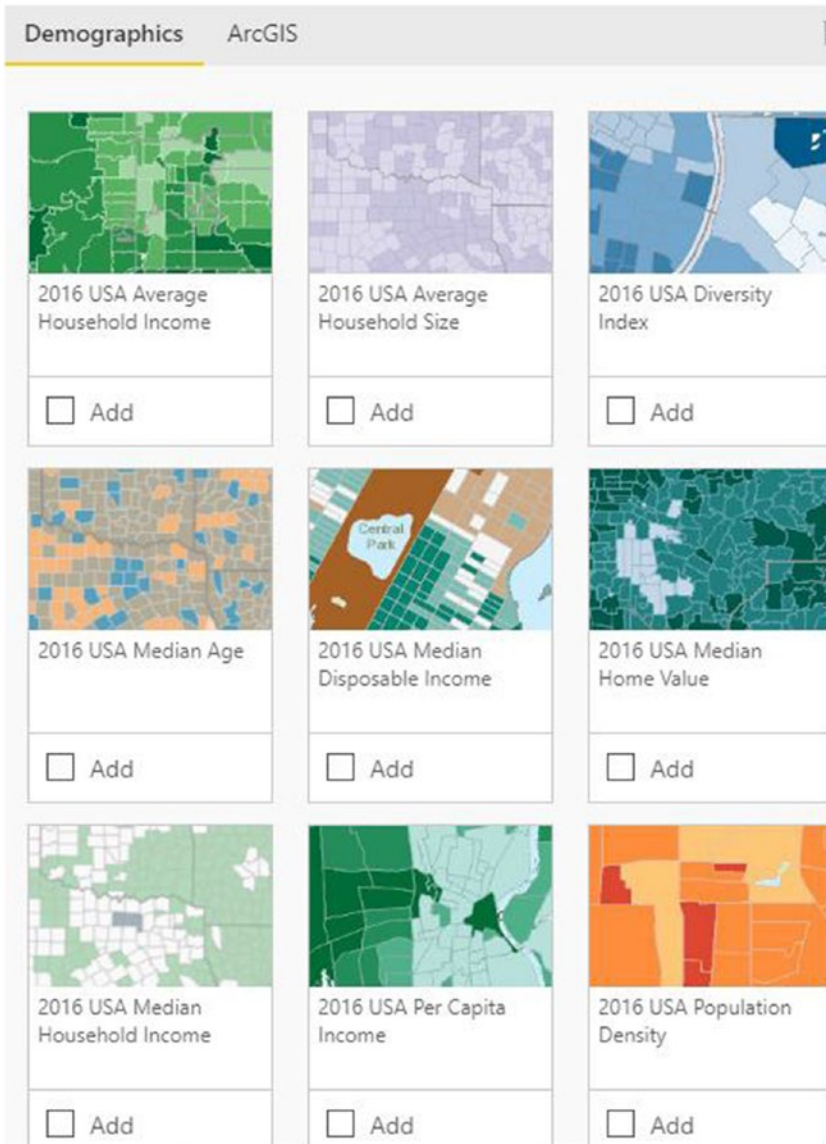 Demographics ArcGIS
2016 USA Average
Household Income
Add
2016 USA Average
Household Size
Add
2016 USA Diversity
Index
Add
2016 USA Median Age
Add
Central
Park
2016 USA Median
Disposable Income
Add
2016 USA Median
Home Value
Add
2016 USA Median
Household Income
Add
2016 USA Per Capita
Income
Add
2016 USA Population
Density
Add